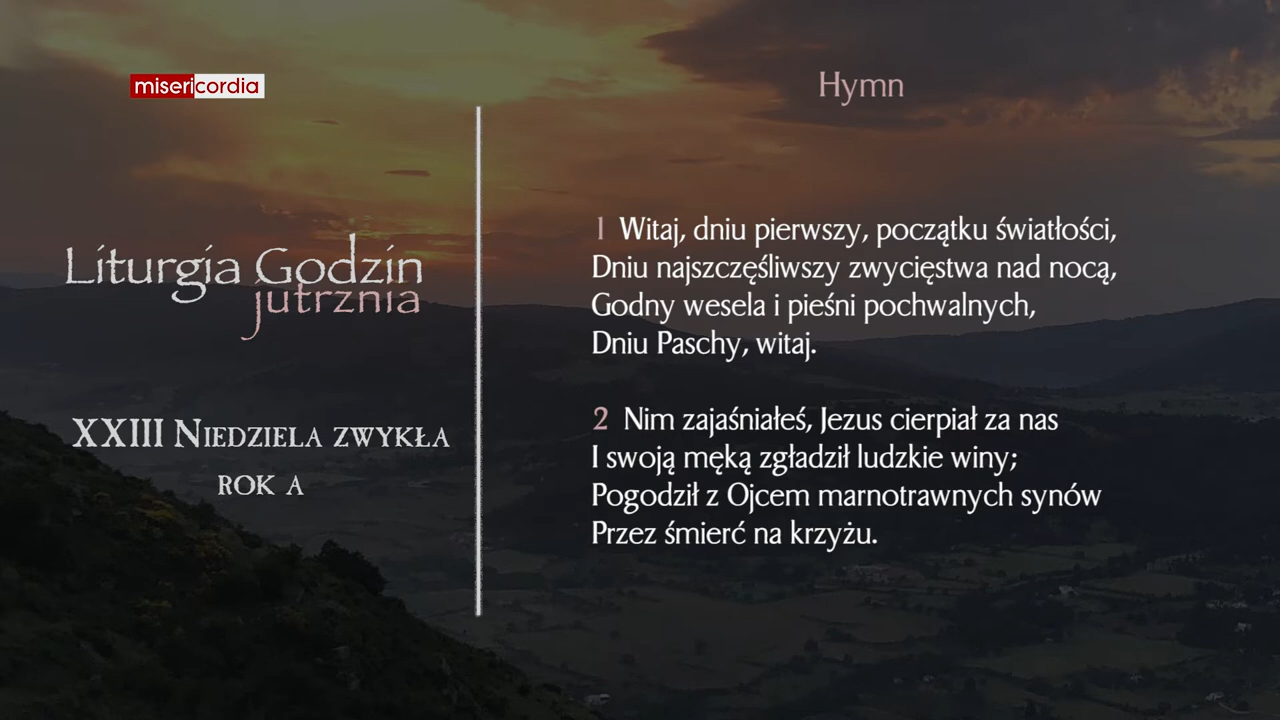 misericordia
Liturgia Godzin
jutrznia
XXIII Niedziela zwykła
rok A
Hymn
1 Witaj, dniu pierwszy, początku światłości,
Dniu najszczęśliwszy zwycięstwa nad nocą,
Godny wesela i pieśni pochwalnych,
Dniu Paschy, witaj.
2 Nim zajaśniałeś, Jezus cierpiał za nas
I swoją męką zgładził ludzkie winy;
Pogodził z Ojcem marnotrawnych synów
Przez śmierć na krzyżu.